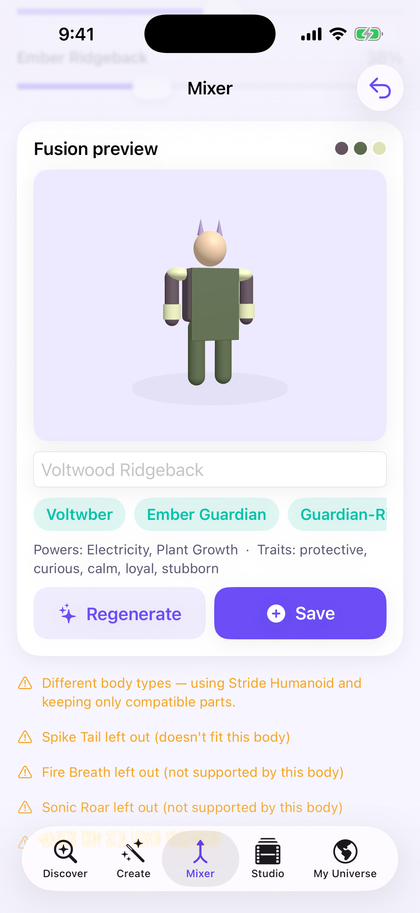 9:41
Ember Ridgeback
Mixer
Fusion preview
Voltwood Ridgeback
Voltwber
Ember Guardian
Guardian-R
Powers: Electricity, Plant Growth · Traits: protective,
curious, calm, loyal, stubborn
Regenerate
Save
Different body types — using Stride Humanoid and
keeping only compatible parts.
Spike Tail left out (doesn't fit this body)
Fire Breath left out (not supported by this body)
Sonic Roar left out (not supported by this body)
Discover
Create
Mixer
Studio
My Universe